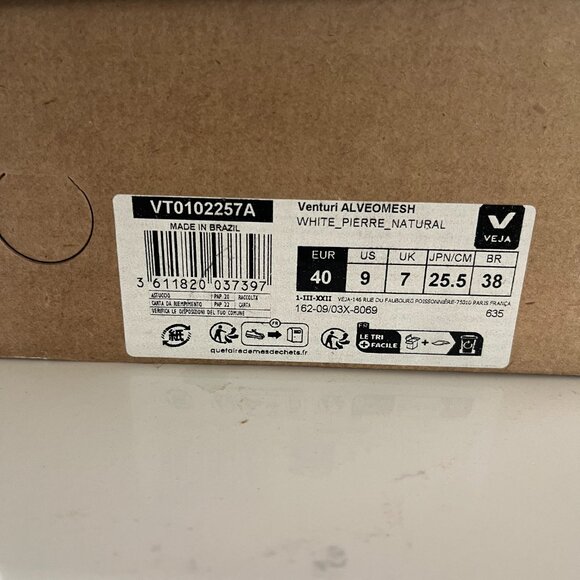 VT0102257A
MADE IN BRAZIL
3 611820 037397
ASTUCCIO PAP 20 RACCOLTA
CARTA DA RIEMPIMENTO PAP 22 CARTA
VERIFICA LE DISPOSIZIONI DEL TUO COMUNE
Venturi ALVEOMESH
WHITE_PIERRE_NATURAL
V
VEJA
EUR US UK JPN/CM BR
40 9 7 25.5 38
1-III-XXII VEJA-146 RUE DU FAUBOURG POISSONNIÈRE-75010 PARIS FRANÇA
162-09/03X-8069 635
FR
quefairedemesdechets.fr
FR
LE TRI
+ FACILE